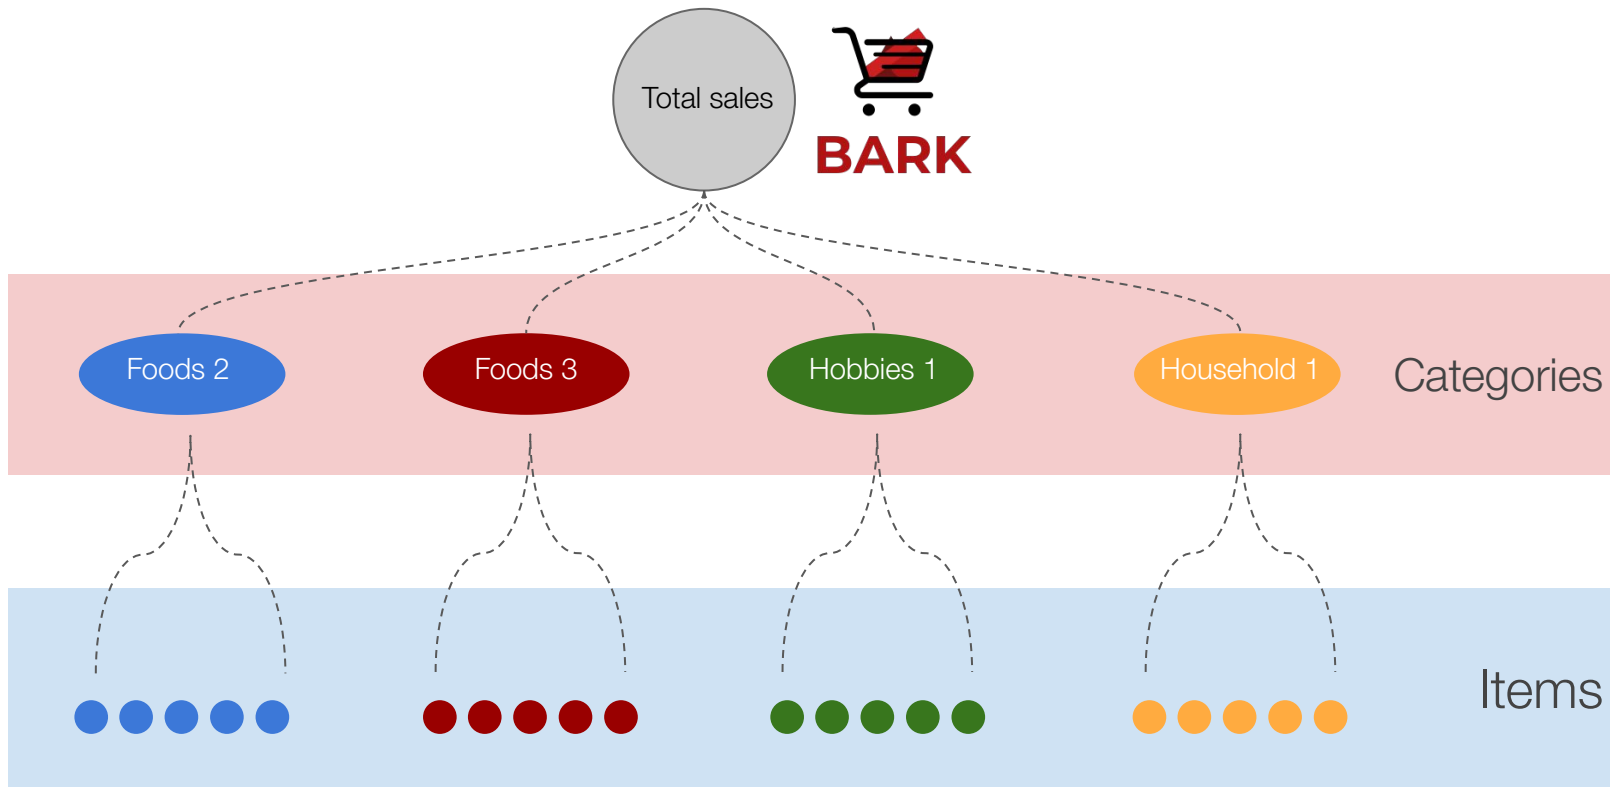 Total sales
BARK
Foods 2
Foods 3
Hobbies 1
Household 1
Categories
Items